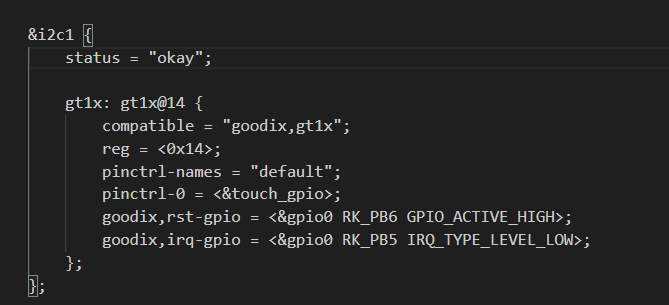 &i2c1 {
status = "okay";
gt1x: gt1x@14 {
compatible = "goodix,gt1x";
reg = <0x14>;
pinctrl-names = "default";
pinctrl-0 = <&touch_gpio>;
goodix,rst-gpio = <&gpio0 RK_PB6 GPIO_ACTIVE_HIGH>;
goodix,irq-gpio = <&gpio0 RK_PB5 IRQ_TYPE_LEVEL_LOW>;
};
};